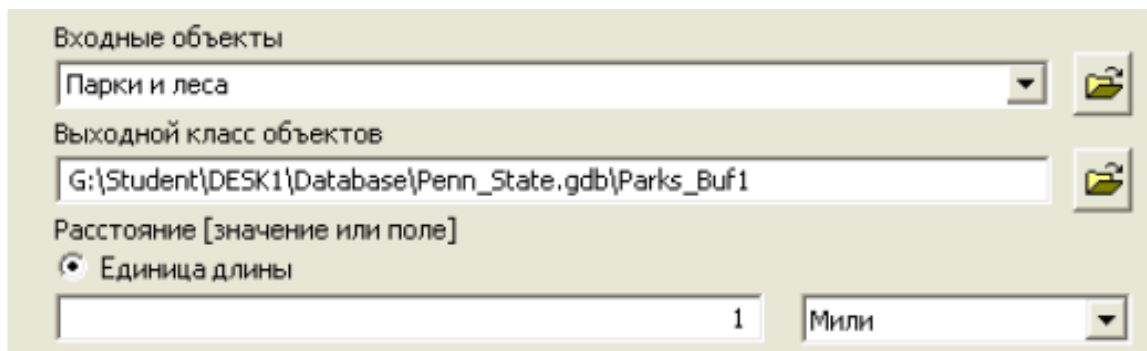 Входные объекты
Парки и леса
Выходной класс объектов
G:\Student\DESK1\Database\Penn_State.gdb\Parks_Buf1
Расстояние [значение или поле]
Единица длины
1 Мили